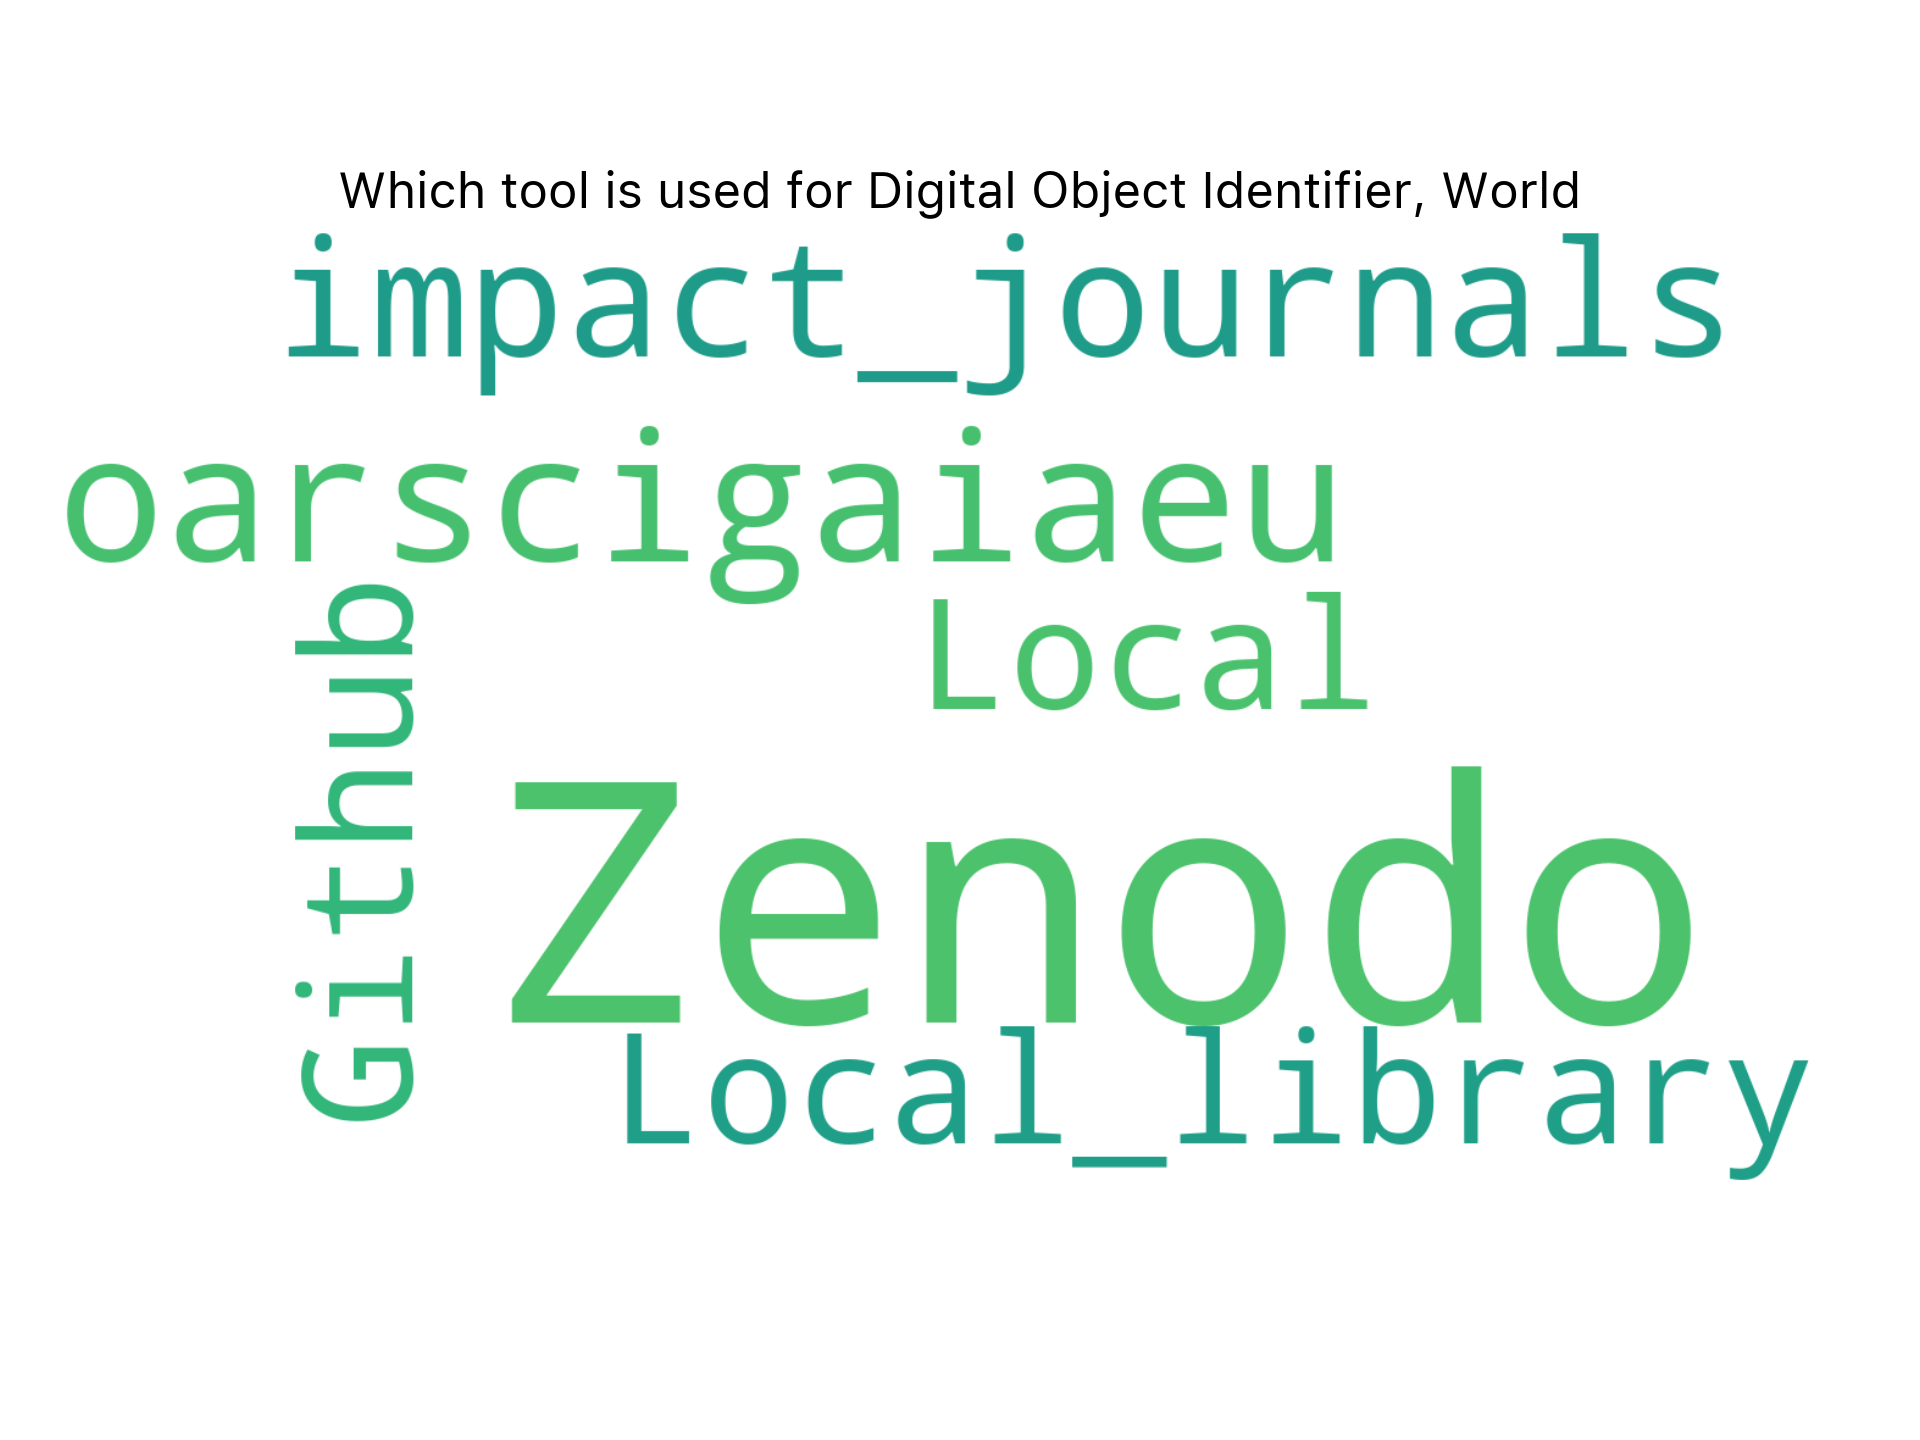 Which tool is used for Digital Object Identifier, World
impact_journals
oarscigaiaeu
Local
Github
Zenodo
Local_library